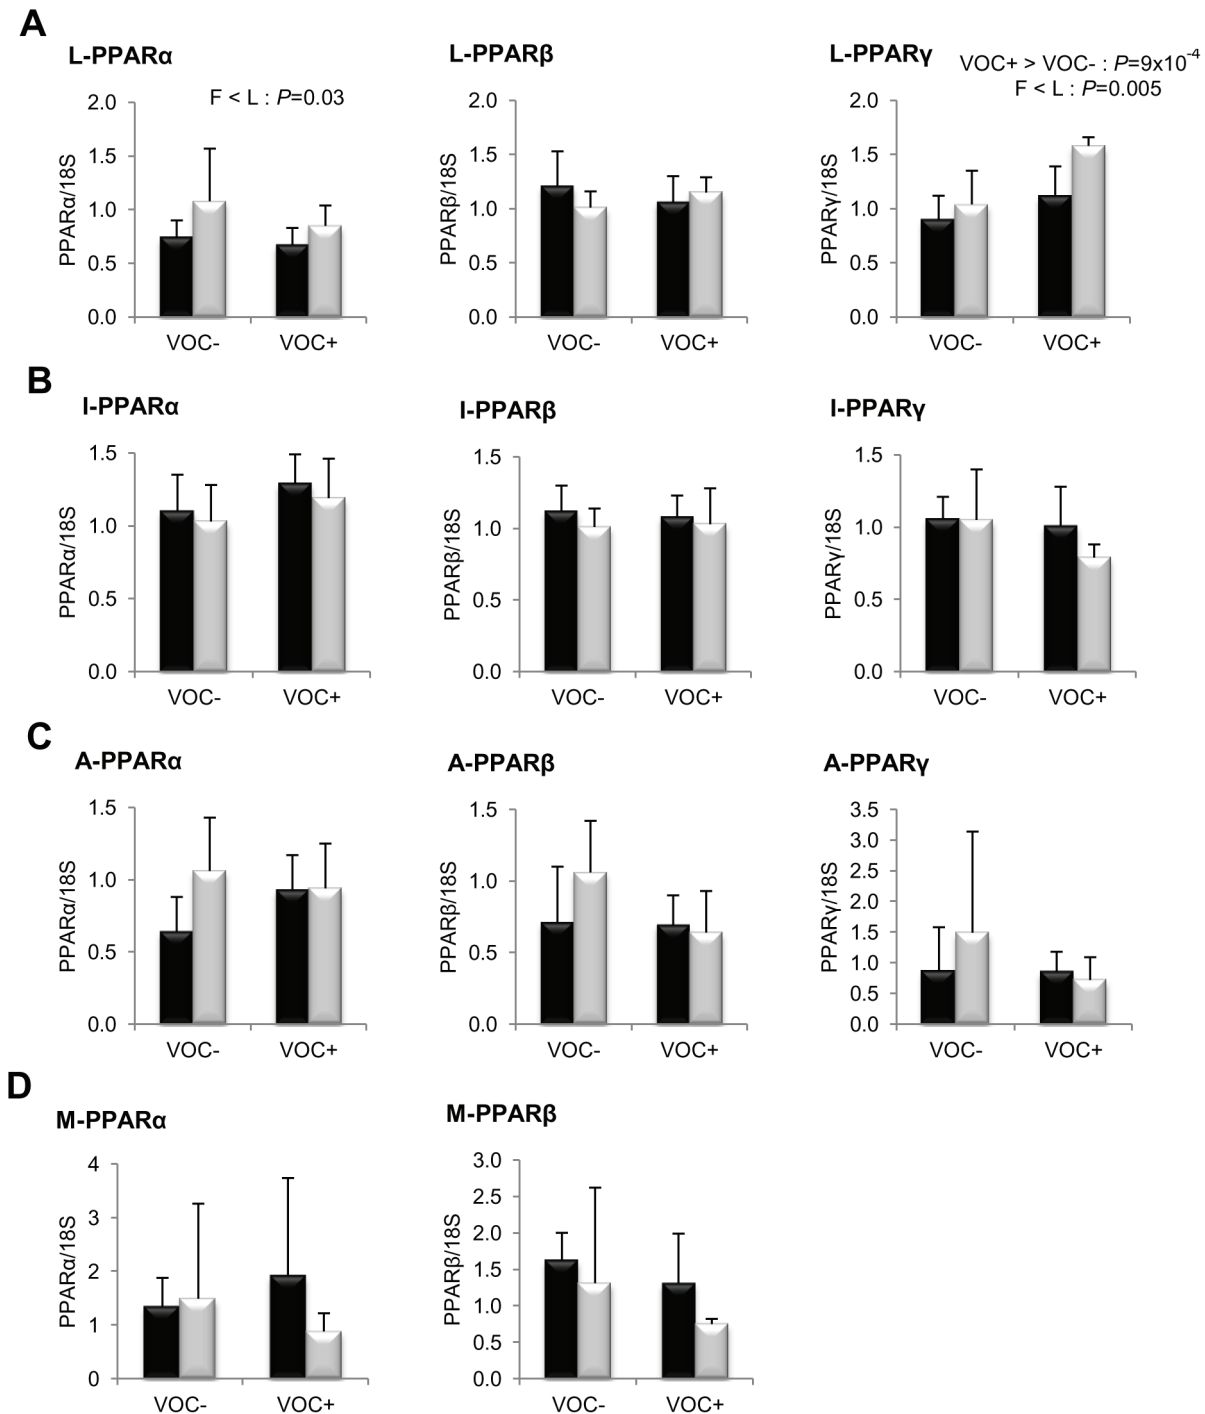 A
L-PPARα
L-PPARβ
L-PPARγ
VOC+ > VOC- : P=9x10-4
F < L : P=0.03
F < L : P=0.005
PPARα/18S
2.0
1.5
1.0
0.5
0.0
VOC-
VOC+
PPARβ/18S
2.0
1.5
1.0
0.5
0.0
VOC-
VOC+
PPARγ/18S
2.0
1.5
1.0
0.5
0.0
VOC-
VOC+
B
I-PPARα
I-PPARβ
I-PPARγ
PPARα/18S
1.5
1.0
0.5
0.0
VOC-
VOC+
PPARβ/18S
1.5
1.0
0.5
0.0
VOC-
VOC+
PPARγ/18S
1.5
1.0
0.5
0.0
VOC-
VOC+
C
A-PPARα
A-PPARβ
A-PPARγ
PPARα/18S
1.5
1.0
0.5
0.0
VOC-
VOC+
PPARβ/18S
1.5
1.0
0.5
0.0
VOC-
VOC+
PPARγ/18S
3.5
3.0
2.5
2.0
1.5
1.0
0.5
0.0
VOC-
VOC+
D
M-PPARα
M-PPARβ
PPARα/18S
4
3
2
1
0
VOC-
VOC+
PPARβ/18S
3.0
2.5
2.0
1.5
1.0
0.5
0.0
VOC-
VOC+